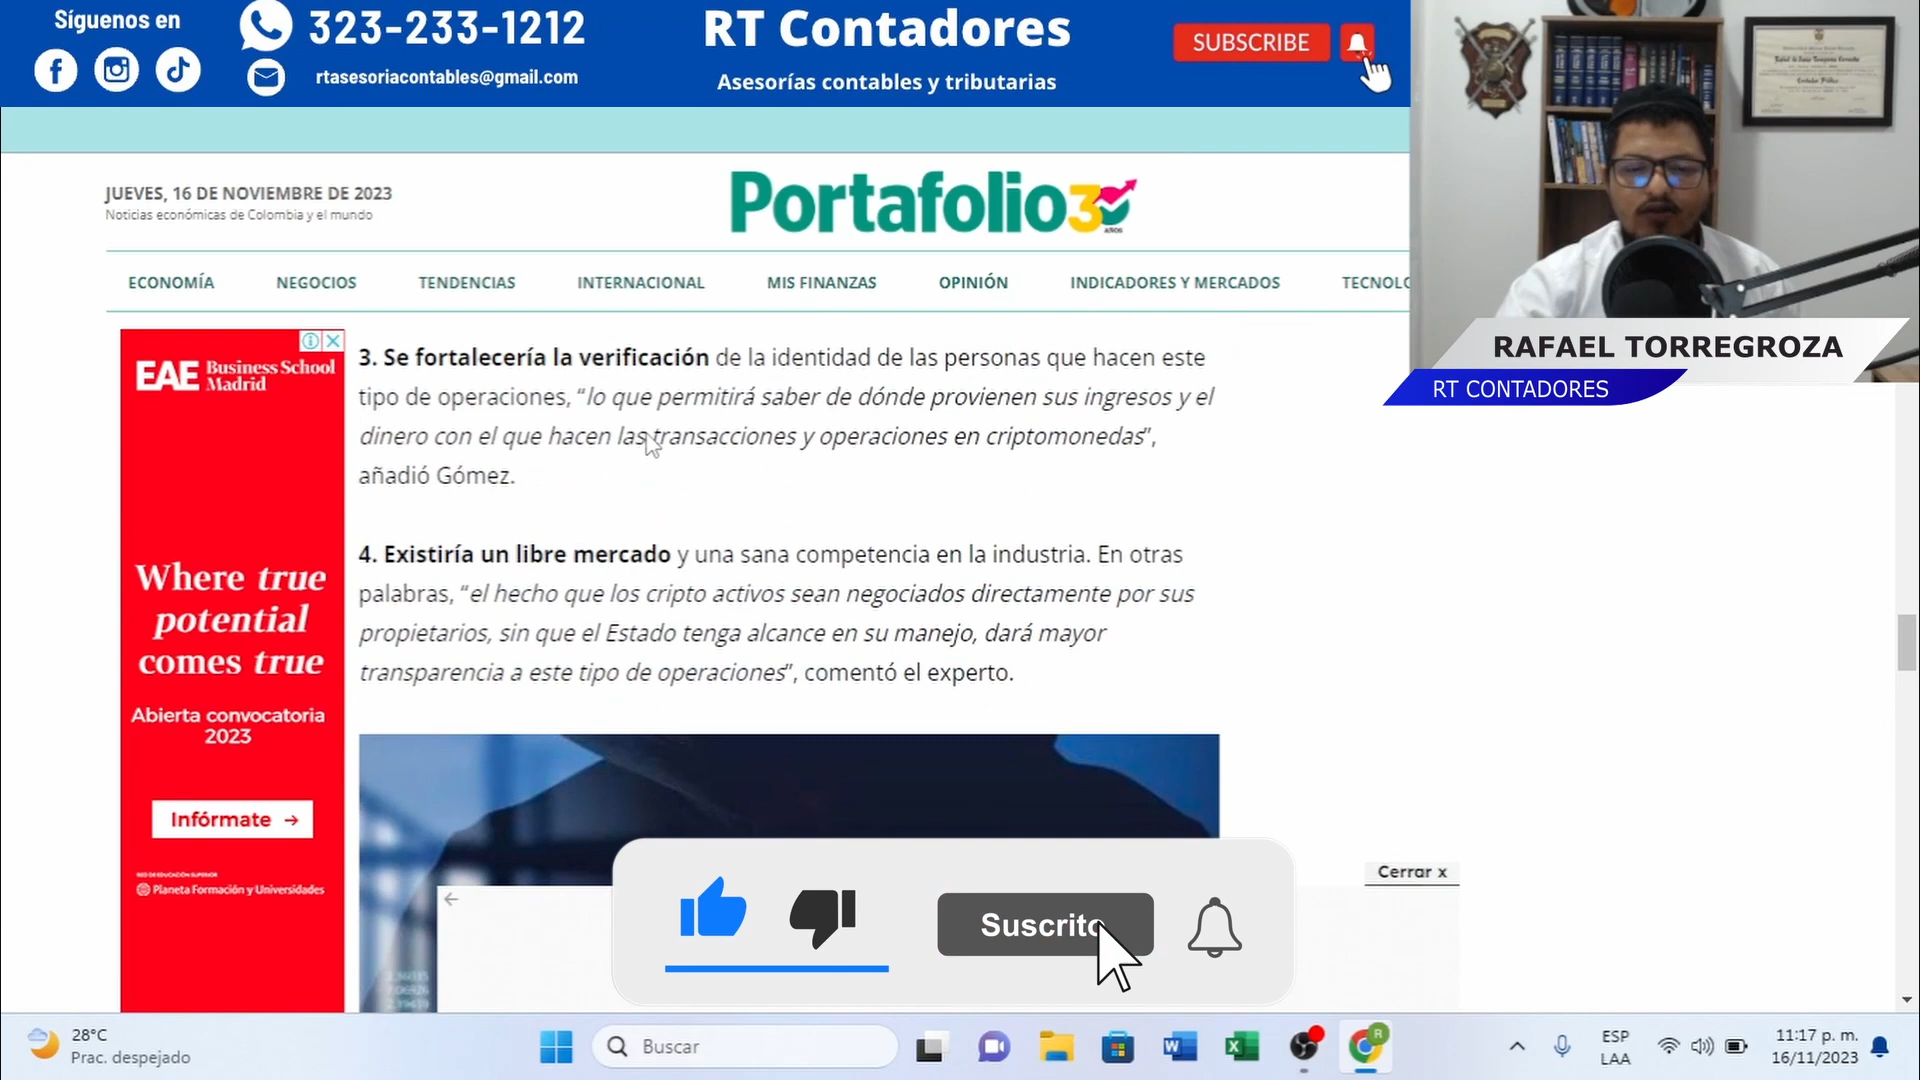 Síguenos en
323-233-1212
rtasesoriacontables@gmail.com
RT Contadores
Asesorías contables y tributarias
SUBSCRIBE
RAFAEL TORREGROZA
RT CONTADORES
JUEVES, 16 DE NOVIEMBRE DE 2023
Noticias económicas de Colombia y el mundo
Portafolio 30
AÑOS
ECONOMÍA NEGOCIOS TENDENCIAS INTERNACIONAL MIS FINANZAS OPINIÓN INDICADORES Y MERCADOS TECNOLO
EAE Business School
Madrid
Where true
potential
comes true
Abierta convocatoria
2023
Infórmate →
RED DE EDUCACIÓN SUPERIOR
Planeta Formación y Universidades
3. Se fortalecería la verificación de la identidad de las personas que hacen este
tipo de operaciones, “lo que permitirá saber de dónde provienen sus ingresos y el
dinero con el que hacen las transacciones y operaciones en criptomonedas”,
añadió Gómez.
4. Existiría un libre mercado y una sana competencia en la industria. En otras
palabras, “el hecho que los cripto activos sean negociados directamente por sus
propietarios, sin que el Estado tenga alcance en su manejo, dará mayor
transparencia a este tipo de operaciones”, comentó el experto.
Cerrar x
Suscrito
28°C
Prac. despejado
Buscar
ESP
LAA
11:17 p. m.
16/11/2023